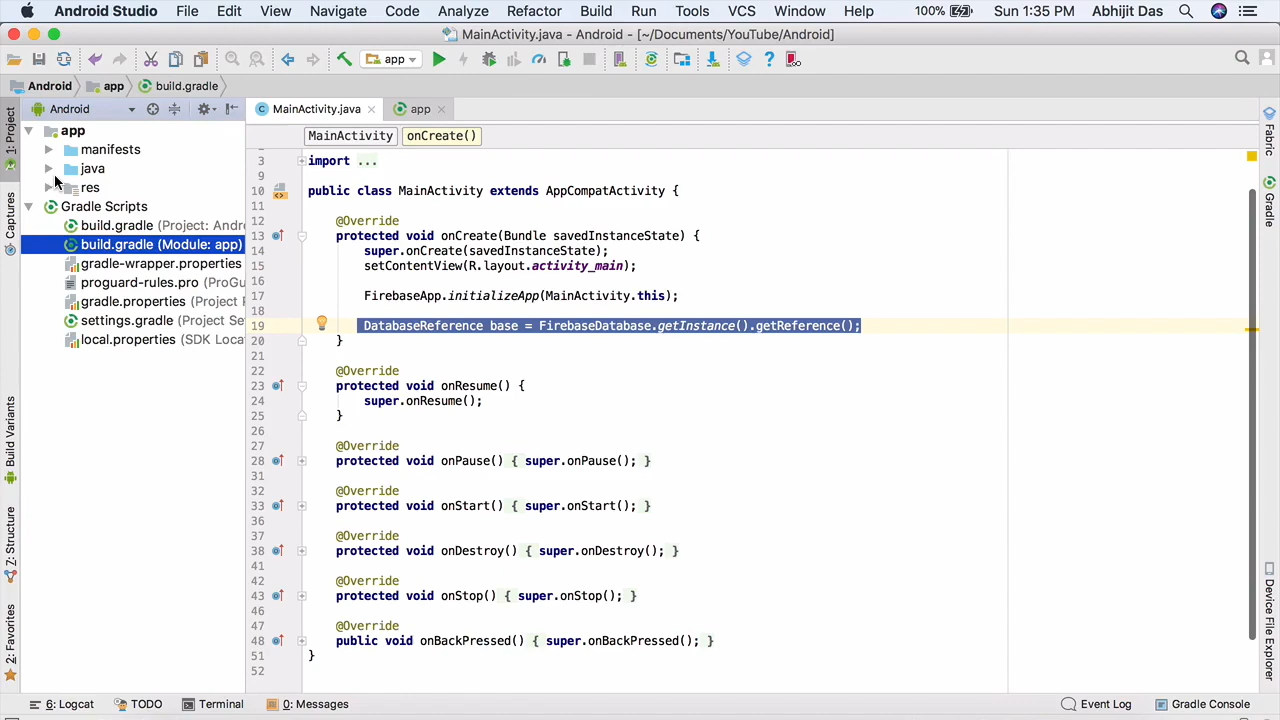 Android Studio File Edit View Navigate Code Analyze Refactor Build Run Tools VCS Window Help 100% Sun 1:35 PM Abhijit Das
MainActivity.java - Android - [~/Documents/YouTube/Android]
app
Android app build.gradle
Android
MainActivity.java app
MainActivity onCreate()
1: Project
Captures
Build Variants
7: Structure
2: Favorites
app
manifests
java
res
Gradle Scripts
build.gradle (Project: Andr
build.gradle (Module: app)
gradle-wrapper.properties
proguard-rules.pro (ProGu
gradle.properties (Project
settings.gradle (Project Se
local.properties (SDK Loca
3 import ...
9
10 public class MainActivity extends AppCompatActivity {
11
12 @Override
13 protected void onCreate(Bundle savedInstanceState) {
14 super.onCreate(savedInstanceState);
15 setContentView(R.layout.activity_main);
16
17 FirebaseApp.initializeApp(MainActivity.this);
18
19 DatabaseReference base = FirebaseDatabase.getInstance().getReference();
20 }
21
22 @Override
23 protected void onResume() {
24 super.onResume();
25 }
26
27 @Override
28 protected void onPause() { super.onPause(); }
31
32 @Override
33 protected void onStart() { super.onStart(); }
36
37 @Override
38 protected void onDestroy() { super.onDestroy(); }
41
42 @Override
43 protected void onStop() { super.onStop(); }
46
47 @Override
48 public void onBackPressed() { super.onBackPressed(); }
51 }
52
Fabric
Gradle
Device File Explorer
6: Logcat TODO Terminal 0: Messages Event Log Gradle Console